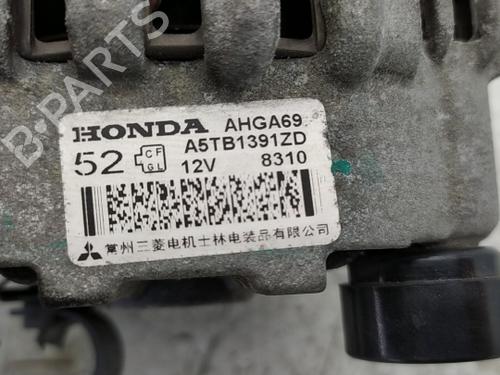 HONDA AHGA69
52 CF G L A5TB1391ZD
12V 8310
常州三菱电机士林电装品有限公司
B-PARTS